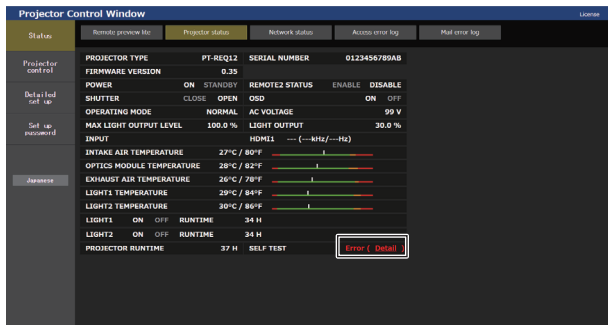 Projector Control Window
License
Status
Remote preview lite Projector status Network status Access error log Mail error log
Projector control
Detailed set up
Set up password
Japanese
PROJECTOR TYPE PT-REQ12 SERIAL NUMBER 0123456789AB
FIRMWARE VERSION 0.35
POWER ON STANDBY REMOTE2 STATUS ENABLE DISABLE
SHUTTER CLOSE OPEN OSD ON OFF
OPERATING MODE NORMAL AC VOLTAGE 99 V
MAX LIGHT OUTPUT LEVEL 100.0 % LIGHT OUTPUT 30.0 %
INPUT HDMI1 --- (---kHz/---Hz)
INTAKE AIR TEMPERATURE 27°C / 80°F
OPTICS MODULE TEMPERATURE 28°C / 82°F
EXHAUST AIR TEMPERATURE 26°C / 78°F
LIGHT1 TEMPERATURE 29°C / 84°F
LIGHT2 TEMPERATURE 30°C / 86°F
LIGHT1 ON OFF RUNTIME 34 H
LIGHT2 ON OFF RUNTIME 34 H
PROJECTOR RUNTIME 37 H SELF TEST Error ( Detail )